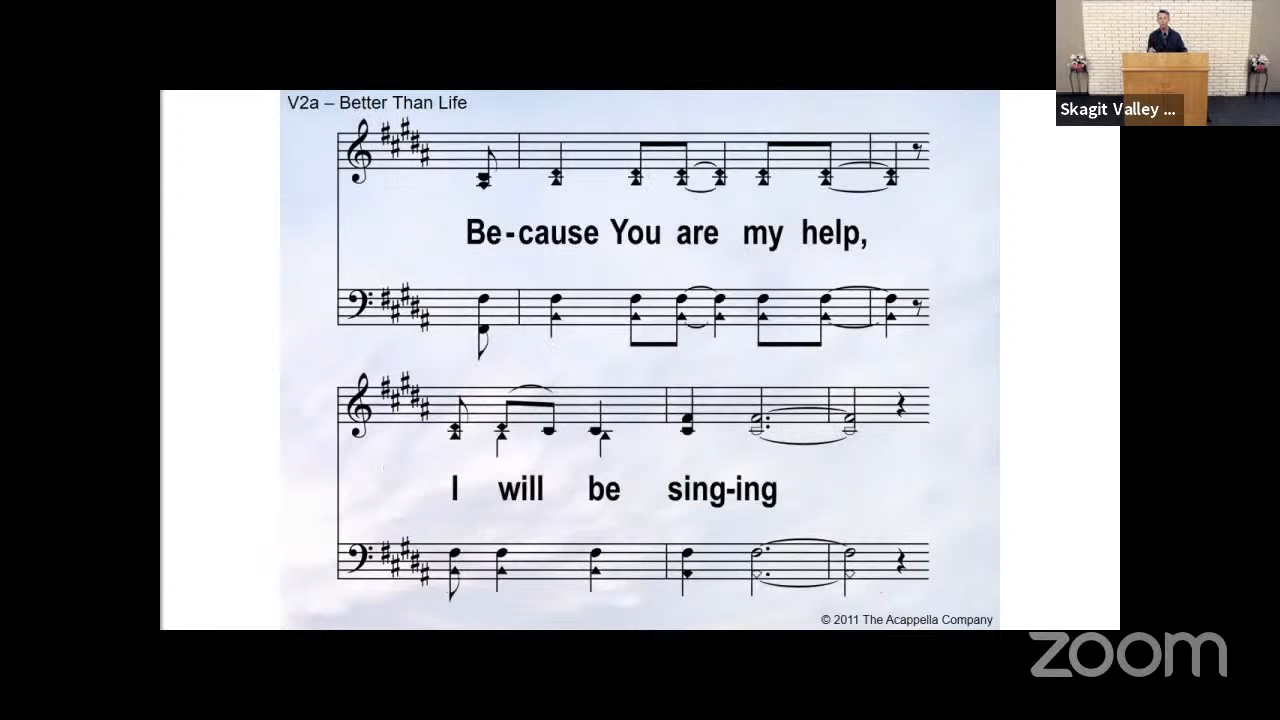 V2a – Better Than Life
Skagit Valley ...
Be-cause You are my help,
I will be sing-ing
© 2011 The Acappella Company
zoom